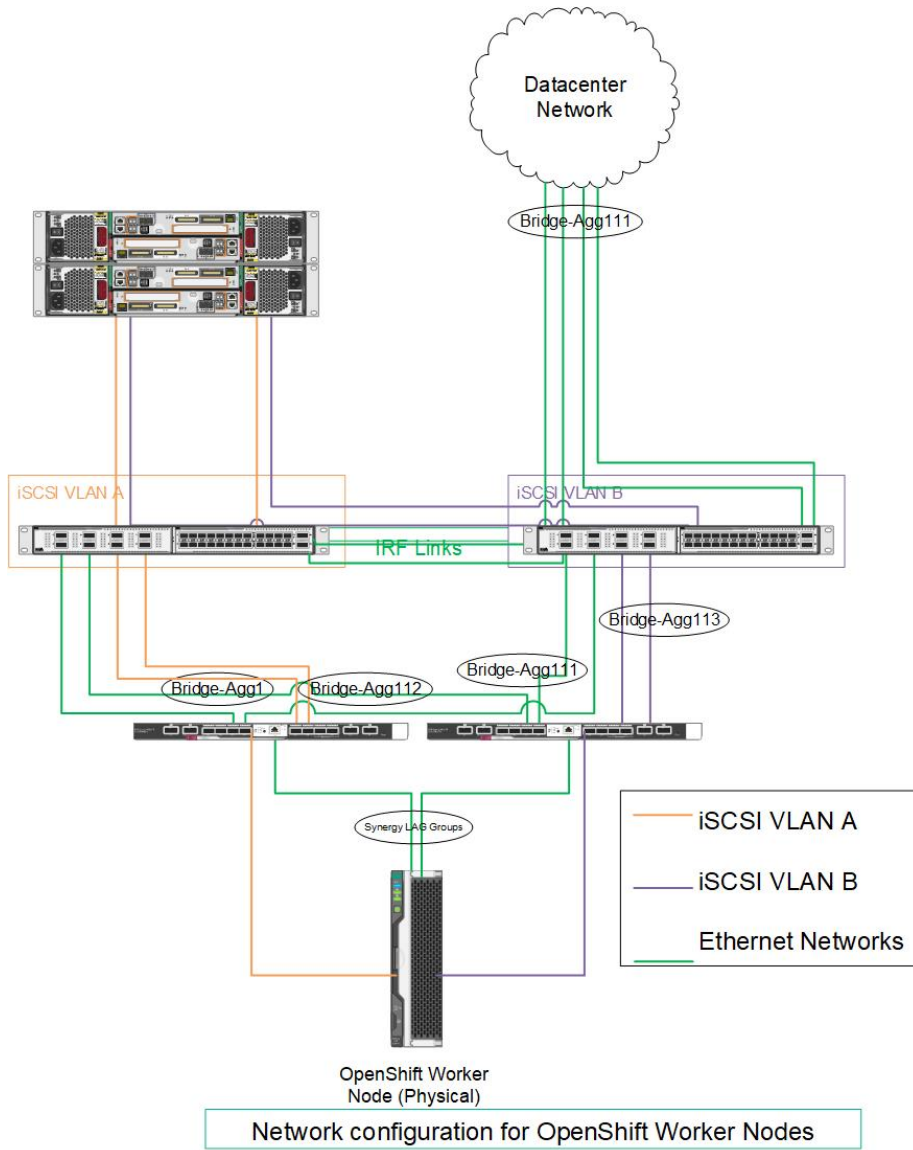 Datacenter
Network
Bridge-Agg111
iSCSI VLAN A
iSCSI VLAN B
IRF Links
Bridge-Agg113
Bridge-Agg111
Bridge-Agg1
Bridge-Agg112
Synergy LAG Groups
iSCSI VLAN A
iSCSI VLAN B
Ethernet Networks
OpenShift Worker
Node (Physical)
Network configuration for OpenShift Worker Nodes